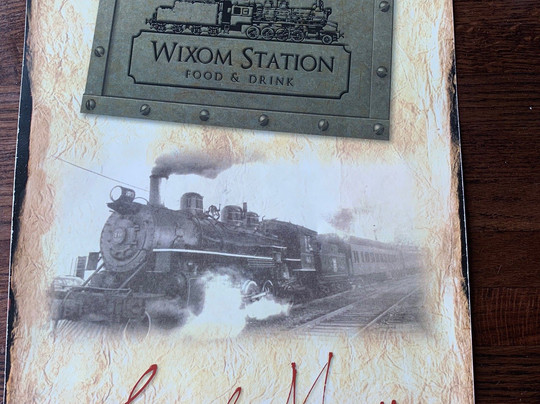 WIXOM STATION
FOOD & DRINK